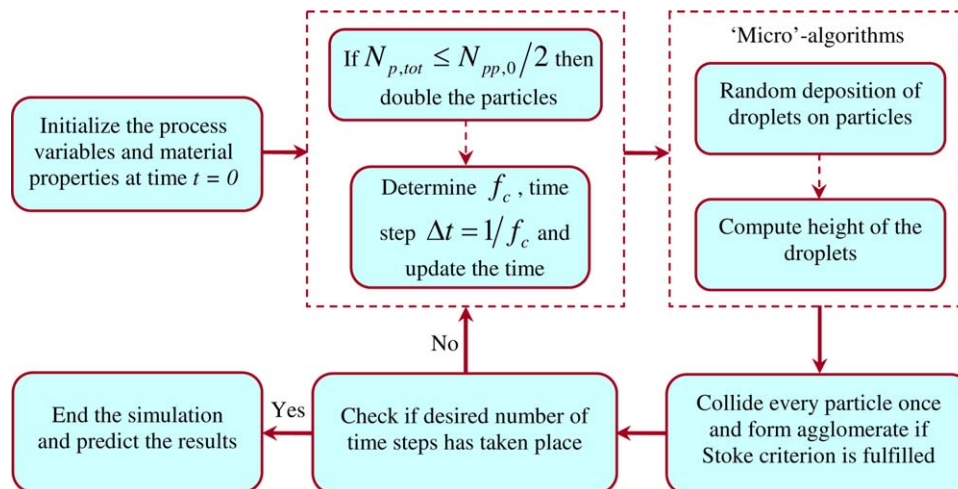 Initialize the process
variables and material
properties at time t = 0
If N_{p,tot} ≤ N_{pp,0}/2 then
double the particles
Determine f_c , time
step Δt = 1/f_c and
update the time
‘Micro’-algorithms
Random deposition of
droplets on particles
Compute height of the
droplets
Collide every particle once
and form agglomerate if
Stoke criterion is fulfilled
Check if desired number of
time steps has taken place
No
Yes
End the simulation
and predict the results